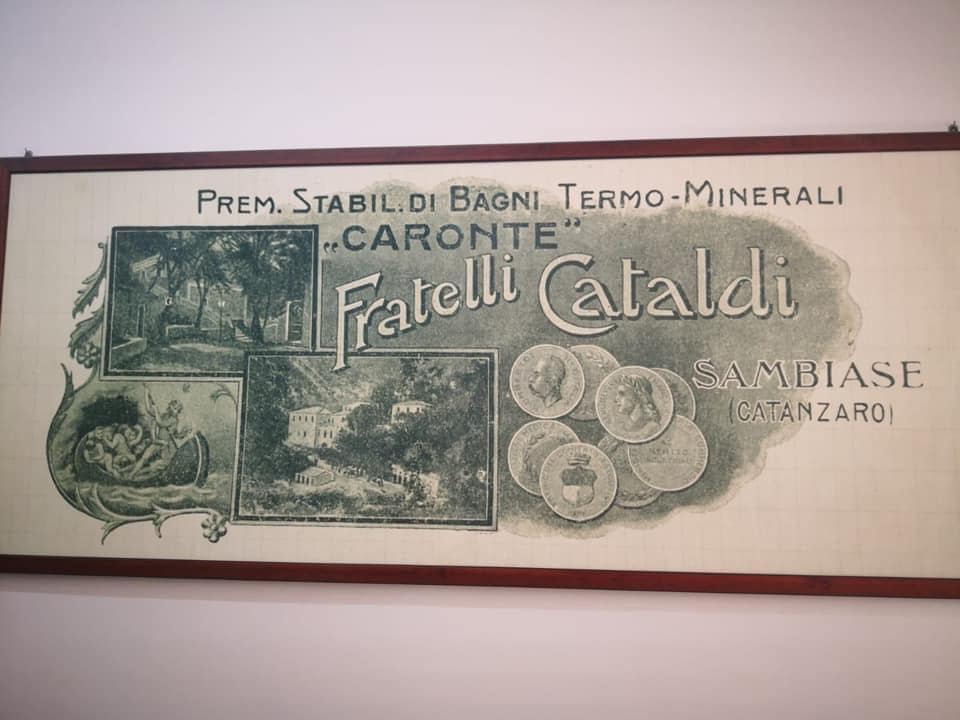 PREM. STABIL. DI BAGNI TERMO-MINERALI
„CARONTE"
Fratelli Cataldi
SAMBIASE
(CATANZARO)